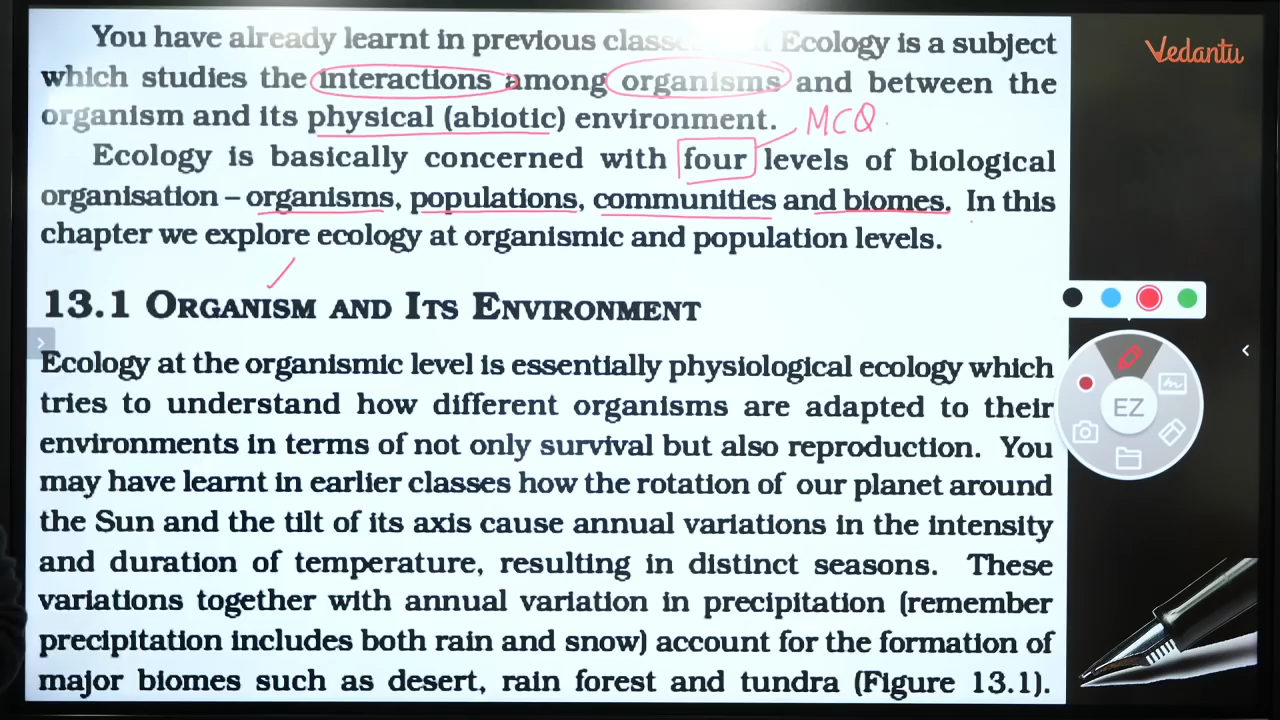 You have already learnt in previous Ecology is a subject
which studies the interactions among organisms and between the
organism and its physical (abiotic) environment.
MCQ.
Ecology is basically concerned with four levels of biological
organisation – organisms, populations, communities and biomes. In this
chapter we explore ecology at organismic and population levels.
13.1 ORGANISM AND ITS ENVIRONMENT
Ecology at the organismic level is essentially physiological ecology which
tries to understand how different organisms are adapted to their
environments in terms of not only survival but also reproduction. You
may have learnt in earlier classes how the rotation of our planet around
the Sun and the tilt of its axis cause annual variations in the intensity
and duration of temperature, resulting in distinct seasons. These
variations together with annual variation in precipitation (remember
precipitation includes both rain and snow) account for the formation of
major biomes such as desert, rain forest and tundra (Figure 13.1).
Vedantu
EZ